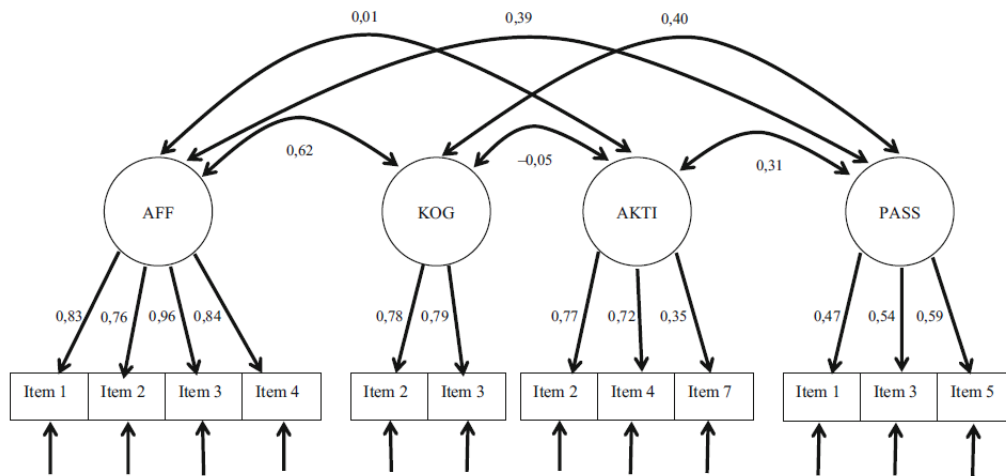 0,01
0,39
0,40
0,62
–0,05
0,31
AFF
KOG
AKTI
PASS
0,83
0,76
0,96
0,84
0,78
0,79
0,77
0,72
0,35
0,47
0,54
0,59
Item 1
Item 2
Item 3
Item 4
Item 2
Item 3
Item 2
Item 4
Item 7
Item 1
Item 3
Item 5